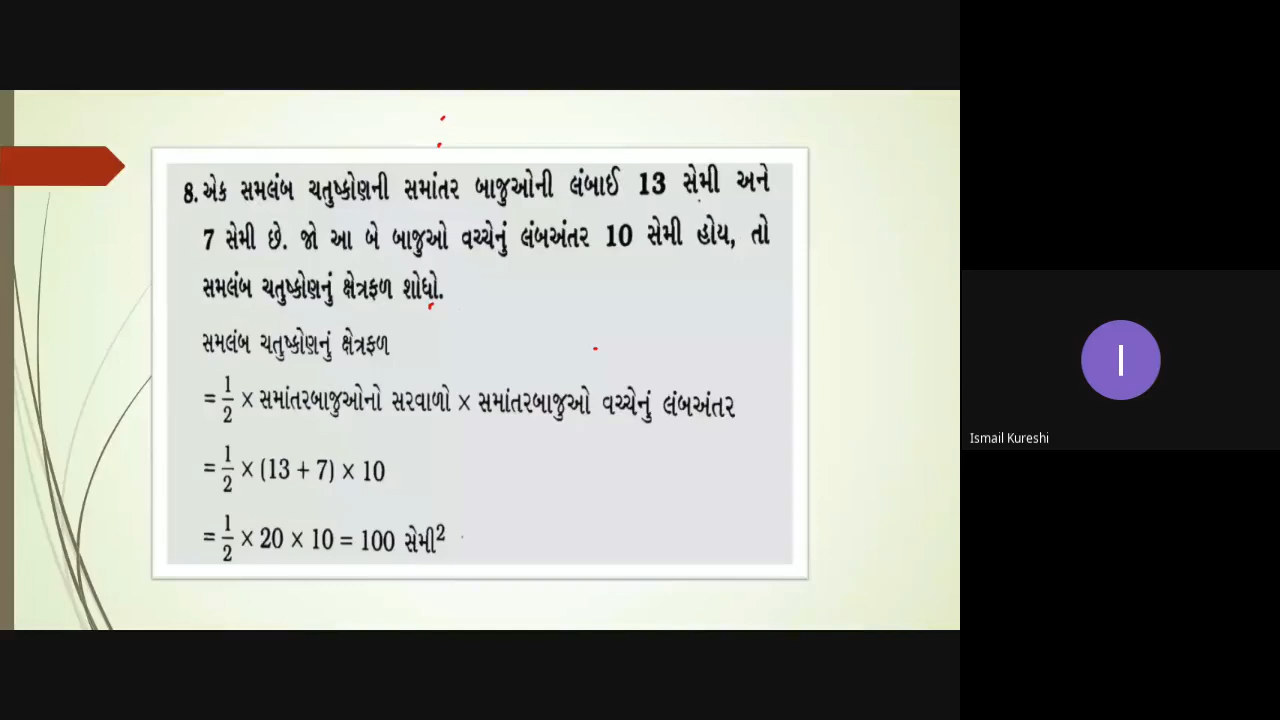 8. એક સમલંબ ચતુષ્કોણની સમાંતર બાજુઓની લંબાઈ 13 સેમી અને
7 સેમી છે. જો આ બે બાજુઓ વચ્ચેનું લંબઅંતર 10 સેમી હોય, તો
સમલંબ ચતુષ્કોણનું ક્ષેત્રફળ શોધો.
સમલંબ ચતુષ્કોણનું ક્ષેત્રફળ
= 1/2 × સમાંતરબાજુઓનો સરવાળો × સમાંતરબાજુઓ વચ્ચેનું લંબઅંતર
= 1/2 × (13 + 7) × 10
= 1/2 × 20 × 10 = 100 સેમી²
I
Ismail Kureshi